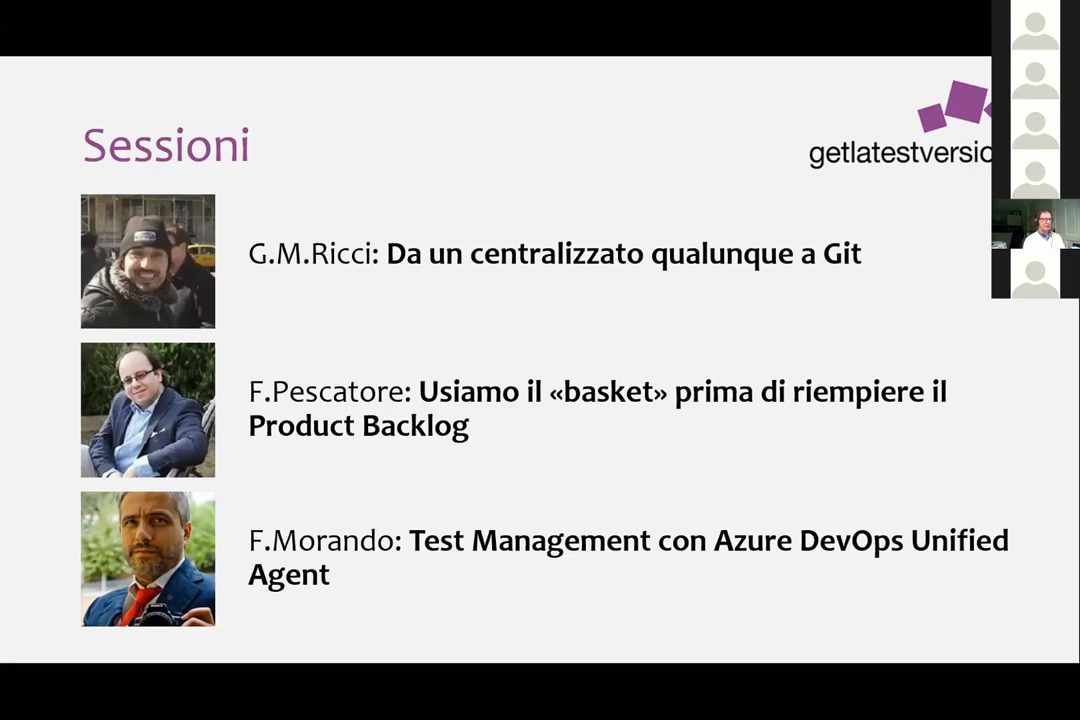 Sessioni
getlatestversio
G.M.Ricci: Da un centralizzato qualunque a Git
F.Pescatore: Usiamo il «basket» prima di riempiere il
Product Backlog
F.Morando: Test Management con Azure DevOps Unified
Agent